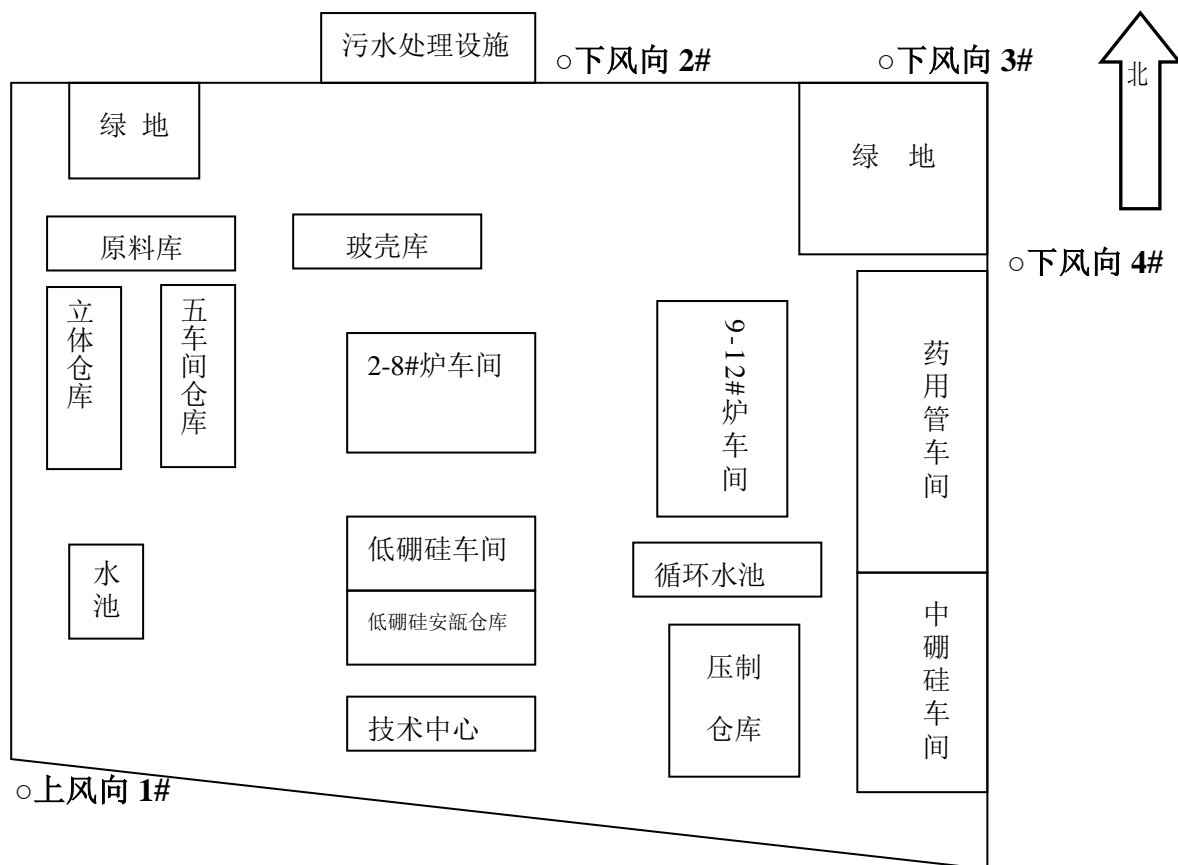 污水处理设施
○下风向 2#
○下风向 3#
北
绿 地
绿 地
原料库
玻壳库
○下风向 4#
立体仓库
五车间仓库
2-8#炉车间
9-12#炉车间
药用管车间
水池
低硼硅车间
低硼硅安瓿仓库
循环水池
中硼硅车间
压制
仓库
技术中心
○上风向 1#